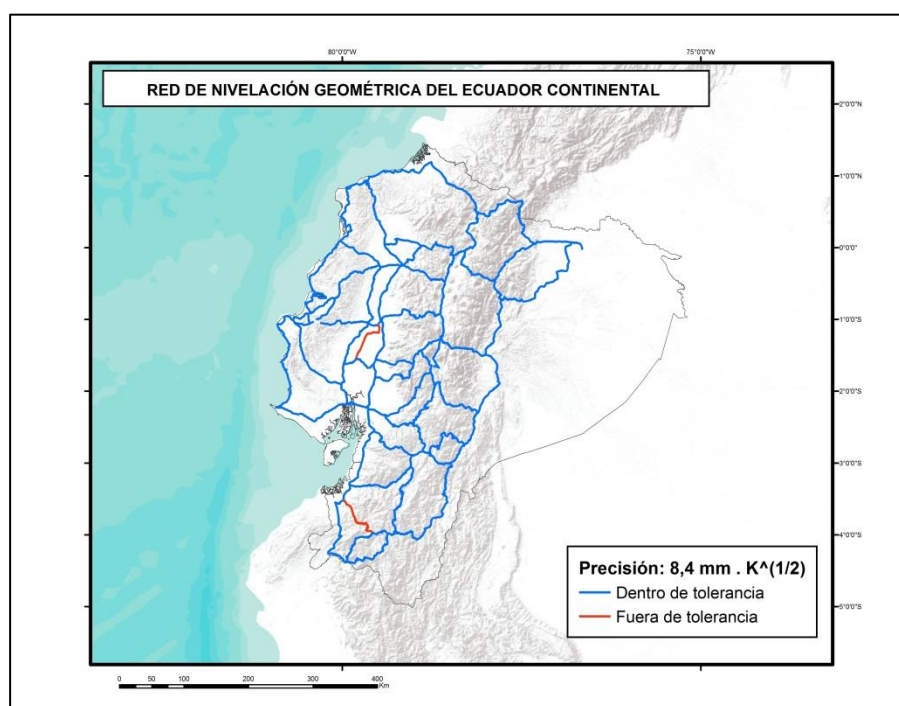 80°0'0"W 75°0'0"W
RED DE NIVELACIÓN GEOMÉTRICA DEL ECUADOR CONTINENTAL
2°0'0"N
1°0'0"N
0°0'0"
1°0'0"S
2°0'0"S
3°0'0"S
4°0'0"S
5°0'0"S
Precisión: 8,4 mm . K^(1/2)
Dentro de tolerancia
Fuera de tolerancia
0 50 100 200 300 400
Km